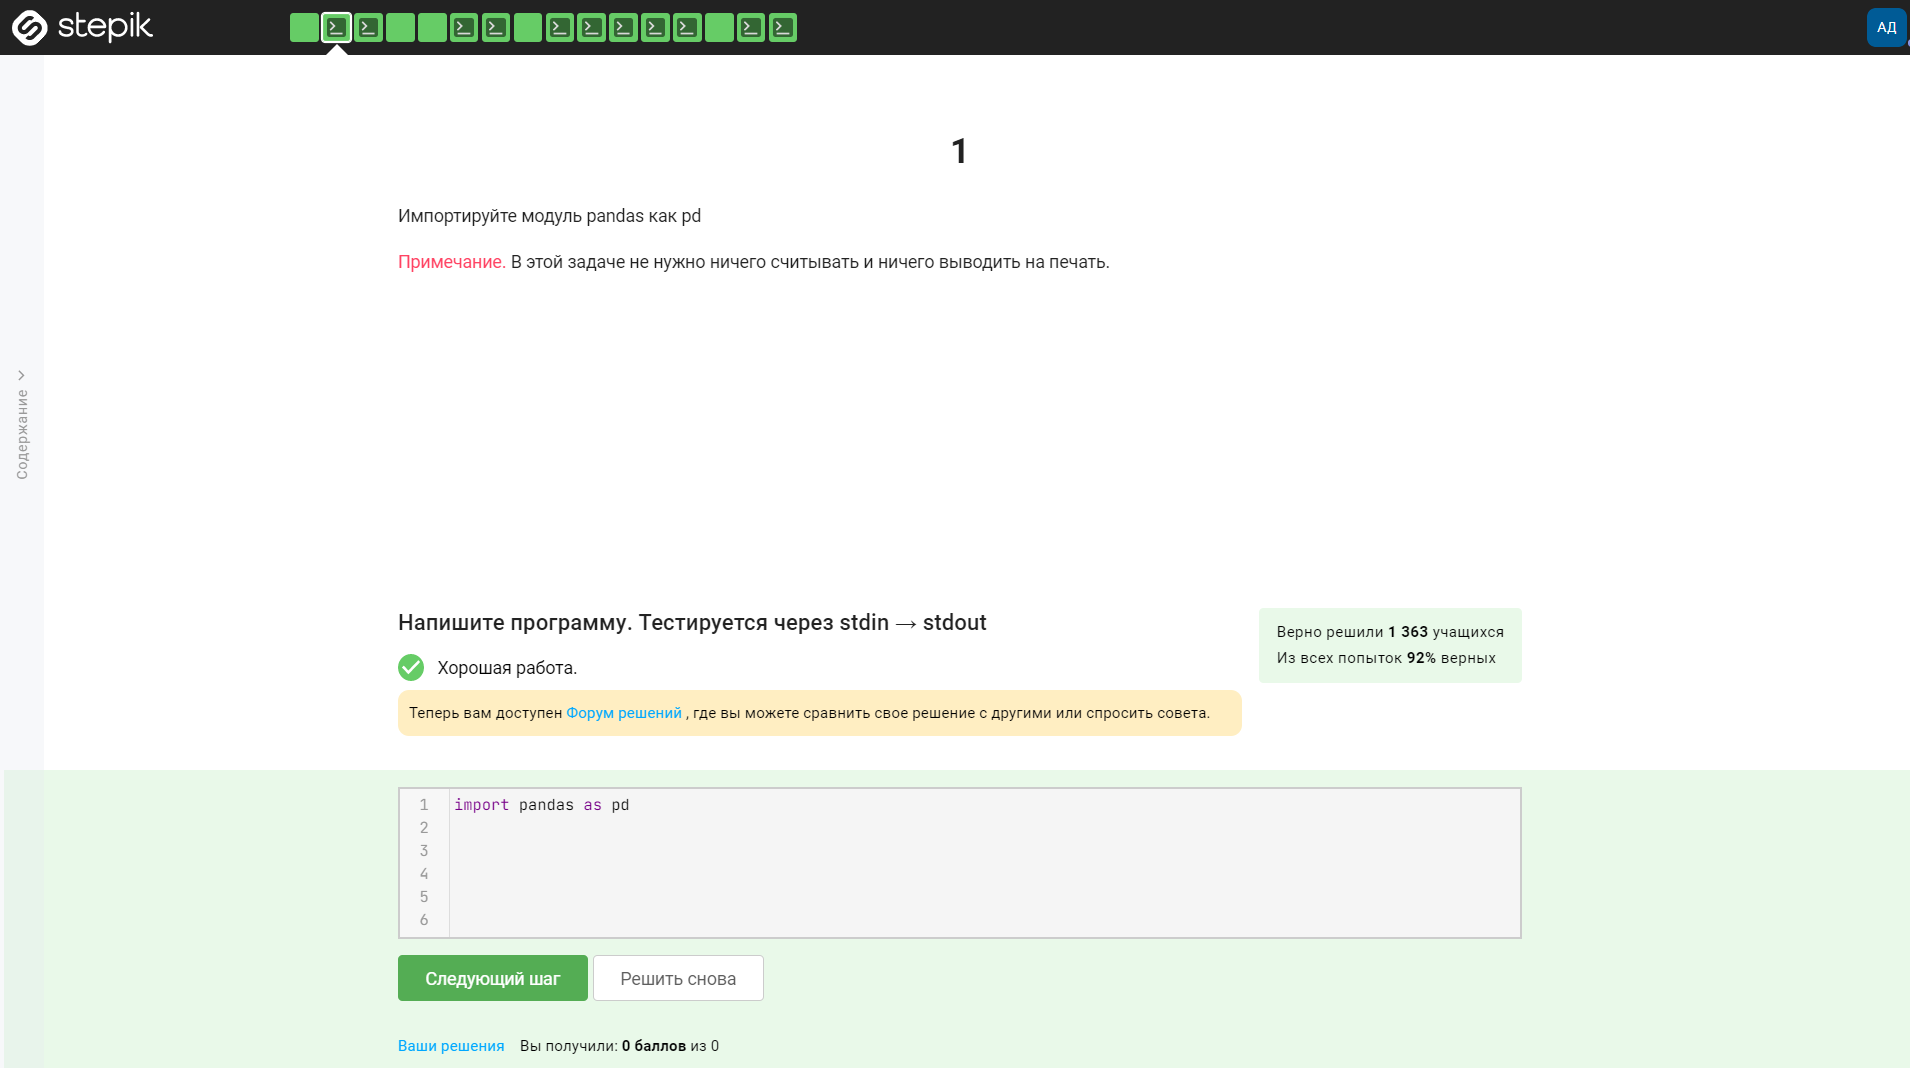 stepik
АД
Содержание
1
Импортируйте модуль pandas как pd
Примечание. В этой задаче не нужно ничего считывать и ничего выводить на печать.
Напишите программу. Тестируется через stdin → stdout
Хорошая работа.
Теперь вам доступен Форум решений , где вы можете сравнить свое решение с другими или спросить совета.
Верно решили 1 363 учащихся
Из всех попыток 92% верных
1 import pandas as pd
2
3
4
5
6
Следующий шаг Решить снова
Ваши решения Вы получили: 0 баллов из 0